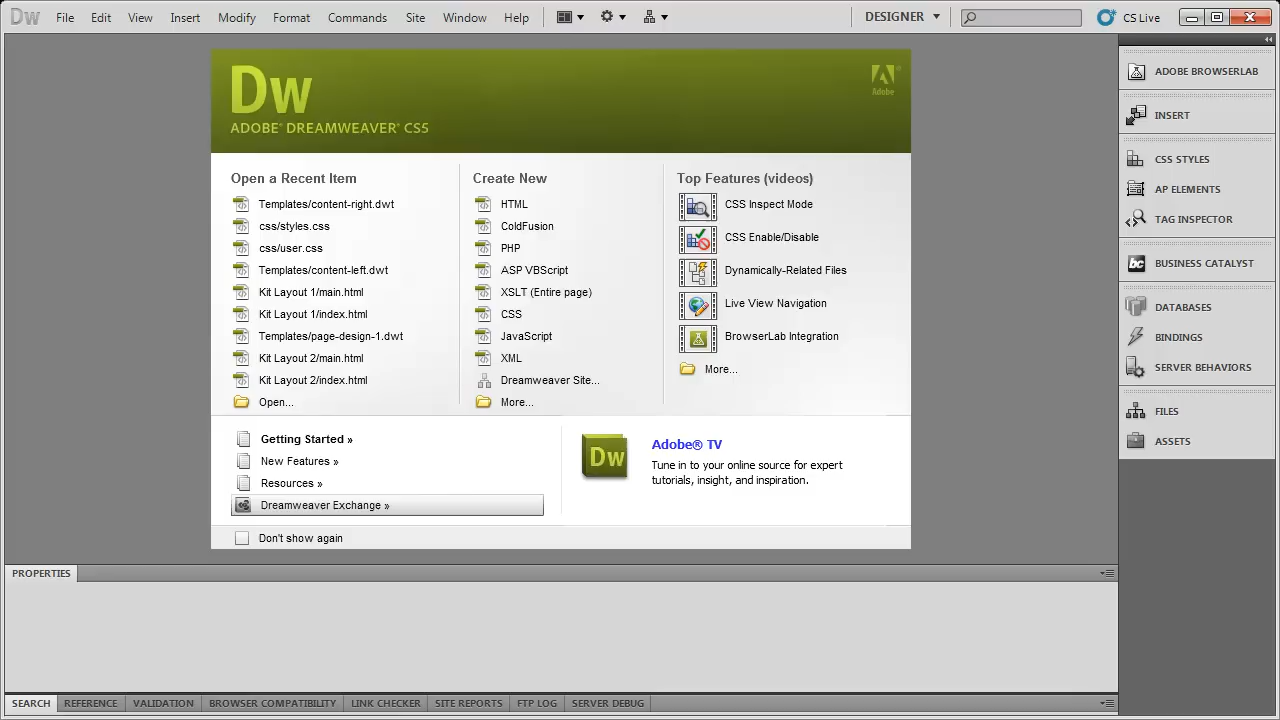 Dw File Edit View Insert Modify Format Commands Site Window Help DESIGNER CS Live
Dw
ADOBE® DREAMWEAVER® CS5
Adobe
Open a Recent Item
Templates/content-right.dwt
css/styles.css
css/user.css
Templates/content-left.dwt
Kit Layout 1/main.html
Kit Layout 1/index.html
Templates/page-design-1.dwt
Kit Layout 2/main.html
Kit Layout 2/index.html
Open...
Create New
HTML
ColdFusion
PHP
ASP VBScript
XSLT (Entire page)
CSS
JavaScript
XML
Dreamweaver Site...
More...
Top Features (videos)
CSS Inspect Mode
CSS Enable/Disable
Dynamically-Related Files
Live View Navigation
BrowserLab Integration
More...
Getting Started »
New Features »
Resources »
Dreamweaver Exchange »
Dw
Adobe® TV
Tune in to your online source for expert
tutorials, insight, and inspiration.
Don't show again
ADOBE BROWSERLAB
INSERT
CSS STYLES
AP ELEMENTS
TAG INSPECTOR
bc BUSINESS CATALYST
DATABASES
BINDINGS
SERVER BEHAVIORS
FILES
ASSETS
PROPERTIES
SEARCH REFERENCE VALIDATION BROWSER COMPATIBILITY LINK CHECKER SITE REPORTS FTP LOG SERVER DEBUG